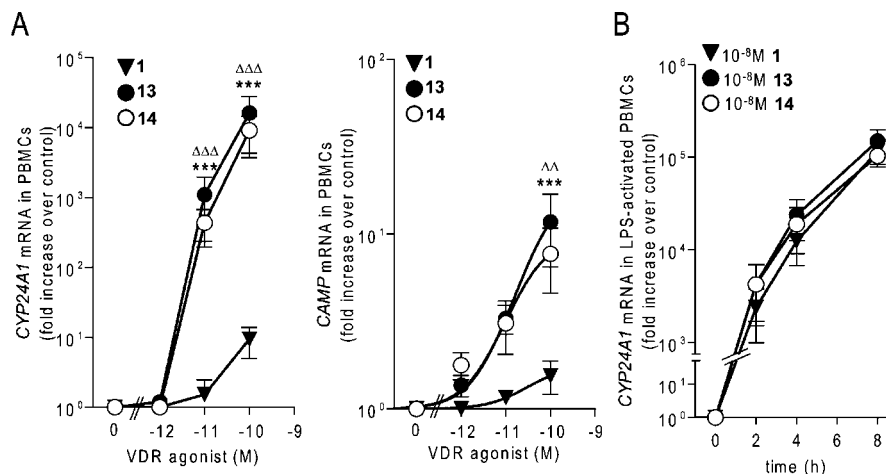 A
CYP24A1 mRNA in PBMCs
(fold increase over control)
10⁵
10⁴
10³
10²
10¹
10⁰
1
13
14
ΔΔΔ
***
ΔΔΔ
***
0
-12
-11
-10
-9
VDR agonist (M)
CAMP mRNA in PBMCs
(fold increase over control)
10²
10¹
10⁰
1
13
14
ΔΔ
***
0
-12
-11
-10
-9
VDR agonist (M)
B
CYP24A1 mRNA in LPS-activated PBMCs
(fold increase over control)
10⁶
10⁵
10⁴
10³
10¹
10⁰
10⁻⁸M 1
10⁻⁸M 13
10⁻⁸M 14
0
2
4
8
time (h)